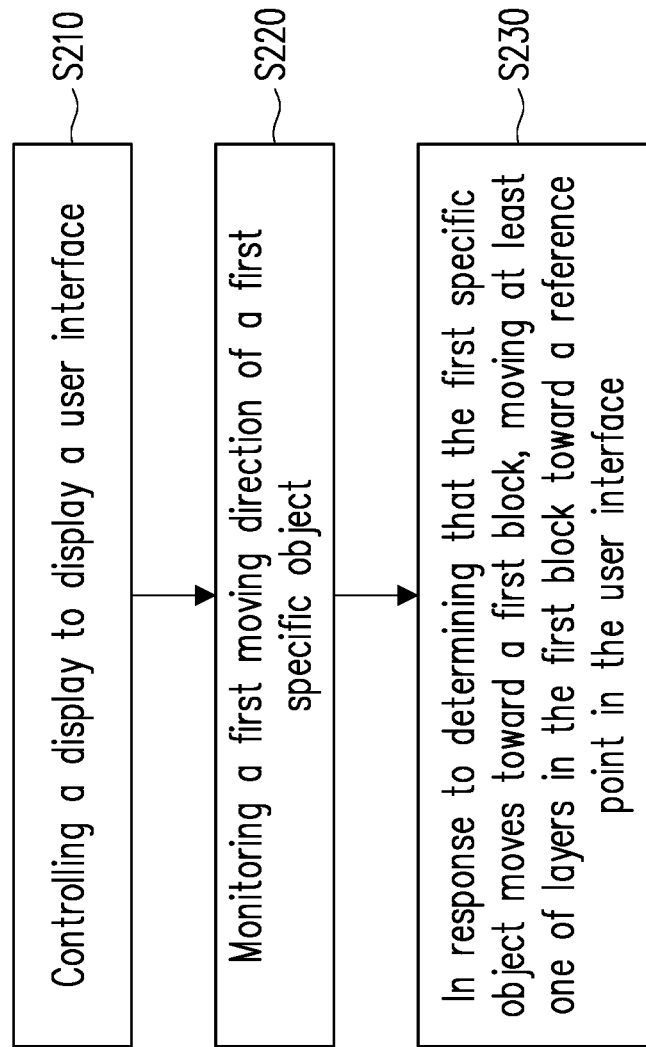 Controlling a display to display a user interface
S210
Monitoring a first moving direction of a first
specific object
S220
In response to determining that the first specific
object moves toward a first block, moving at least
one of layers in the first block toward a reference
point in the user interface
S230